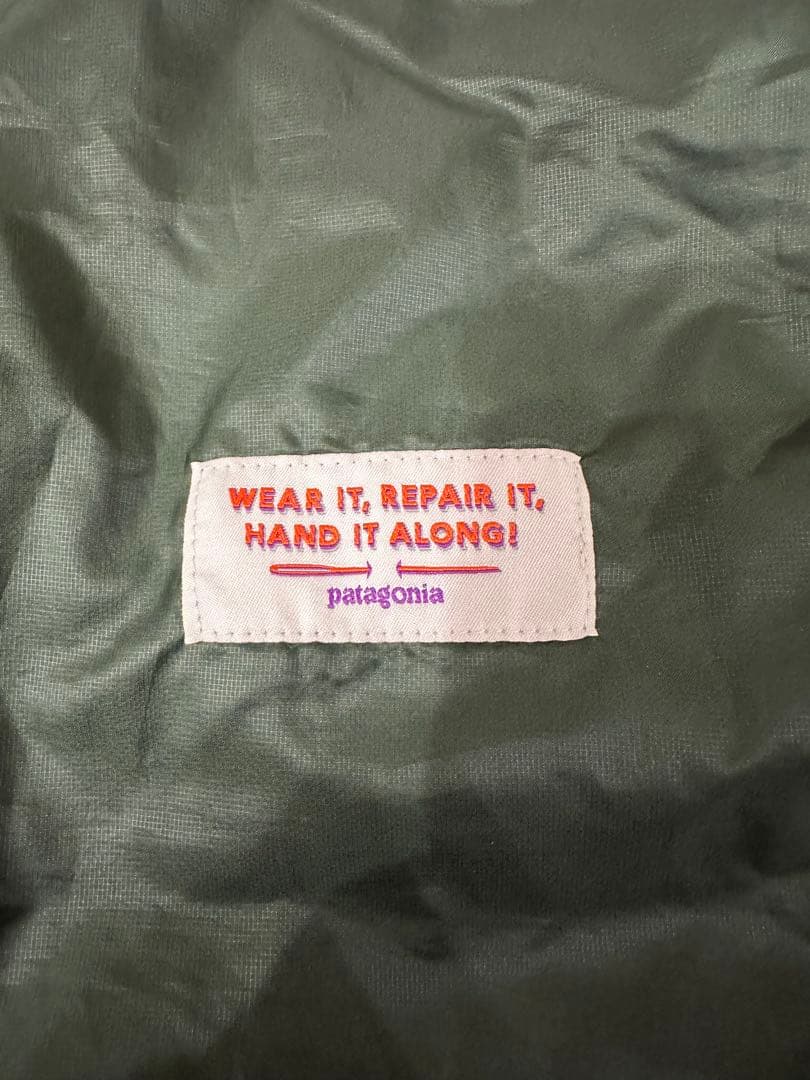 WEAR IT, REPAIR IT,
HAND IT ALONG!
patagonia